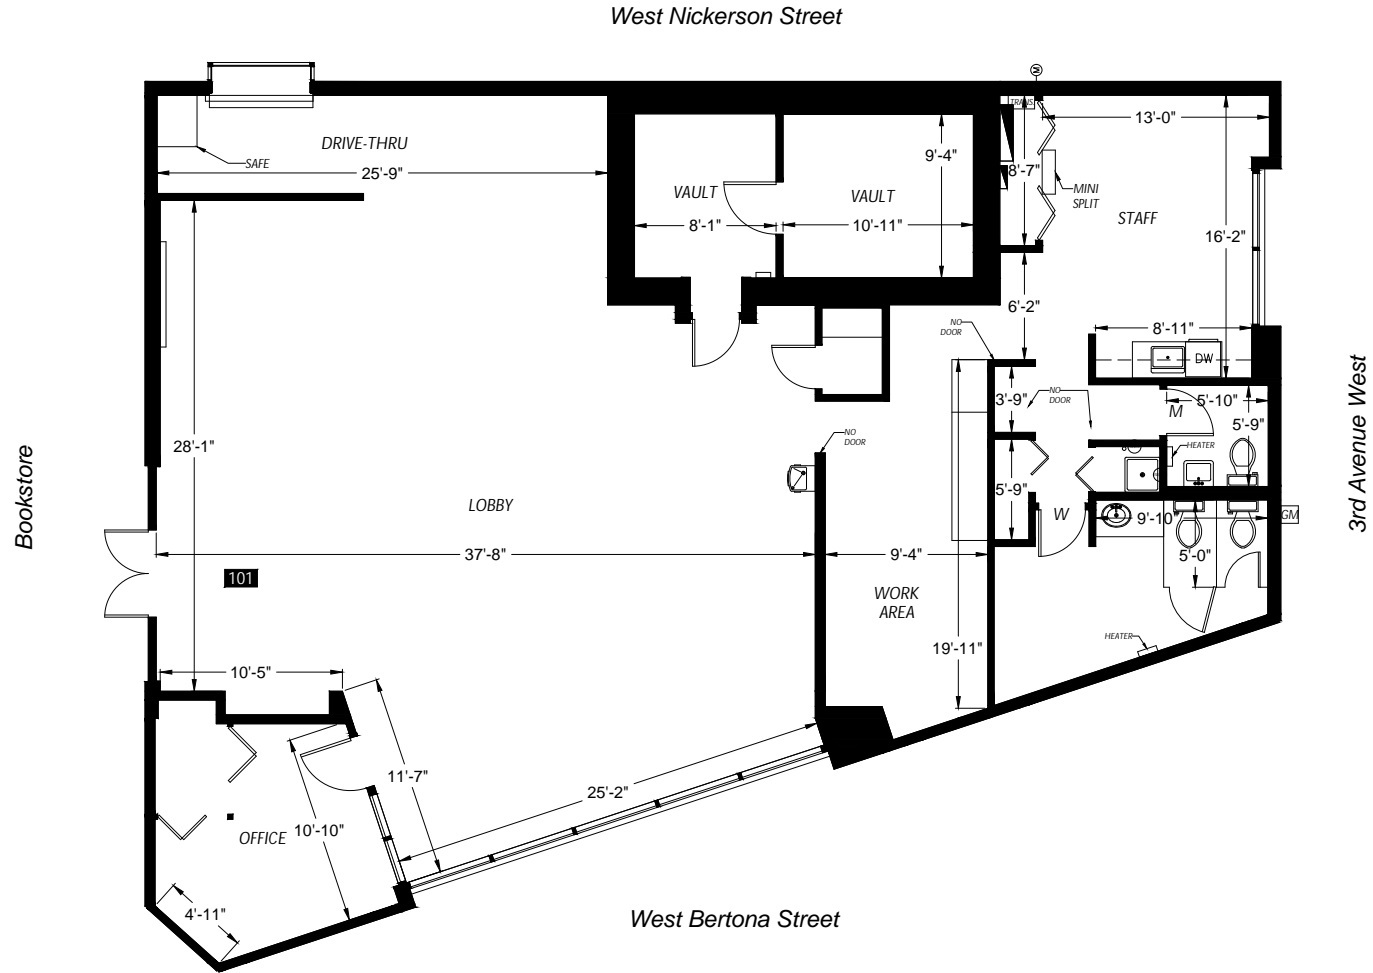 West Nickerson Street
M
TRANS.
13'-0"
DRIVE-THRU
SAFE
25'-9"
9'-4"
8'-7"
VAULT
VAULT
MINI
SPLIT
STAFF
8'-1"
10'-11"
16'-2"
6'-2"
NO
DOOR
8'-11"
DW
3'-9"
NO
DOOR
5'-10"
M
5'-9"
3rd Avenue West
28'-1"
NO
DOOR
HEATER
Bookstore
5'-9"
LOBBY
W
9'-10"
GM
37'-8"
9'-4"
5'-0"
101
WORK
AREA
HEATER
19'-11"
10'-5"
11'-7"
25'-2"
OFFICE
10'-10"
4'-11"
West Bertona Street